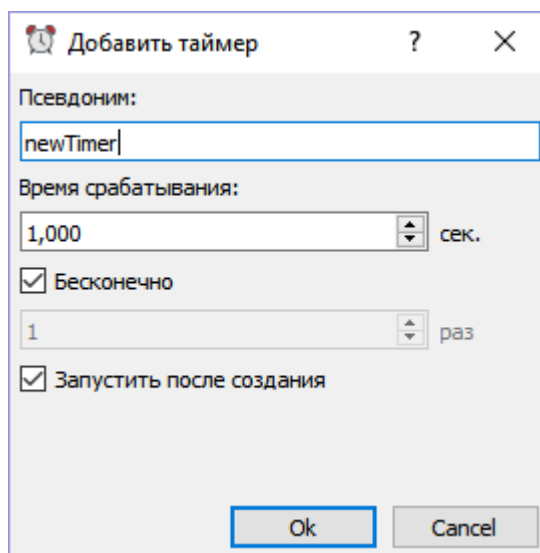 Добавить таймер ?
Псевдоним:
newTimer
Время срабатывания:
1,000 сек.
Бесконечно
1 раз
Запустить после создания
Ok Cancel